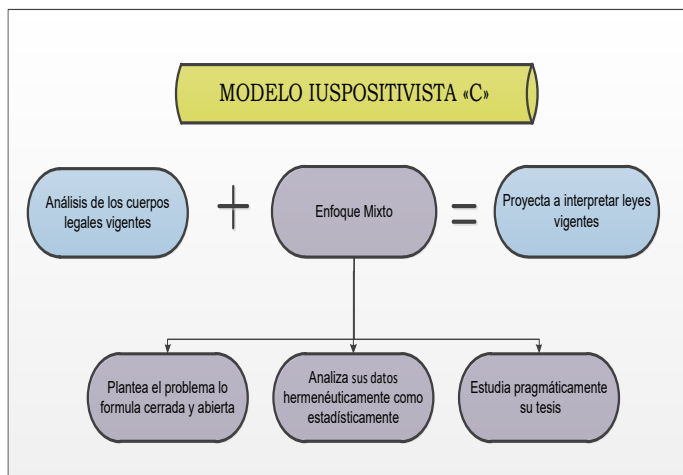 MODELO IUSPOSITIVISTA «C»
Análisis de los cuerpos
legales vigentes
+
Enfoque Mixto
=
Proyecta a interpretar leyes
vigentes
Plantea el problema lo
formula cerrada y abierta
Analiza sus datos
hermenéuticamente como
estadísticamente
Estudia pragmáticamente
su tesis